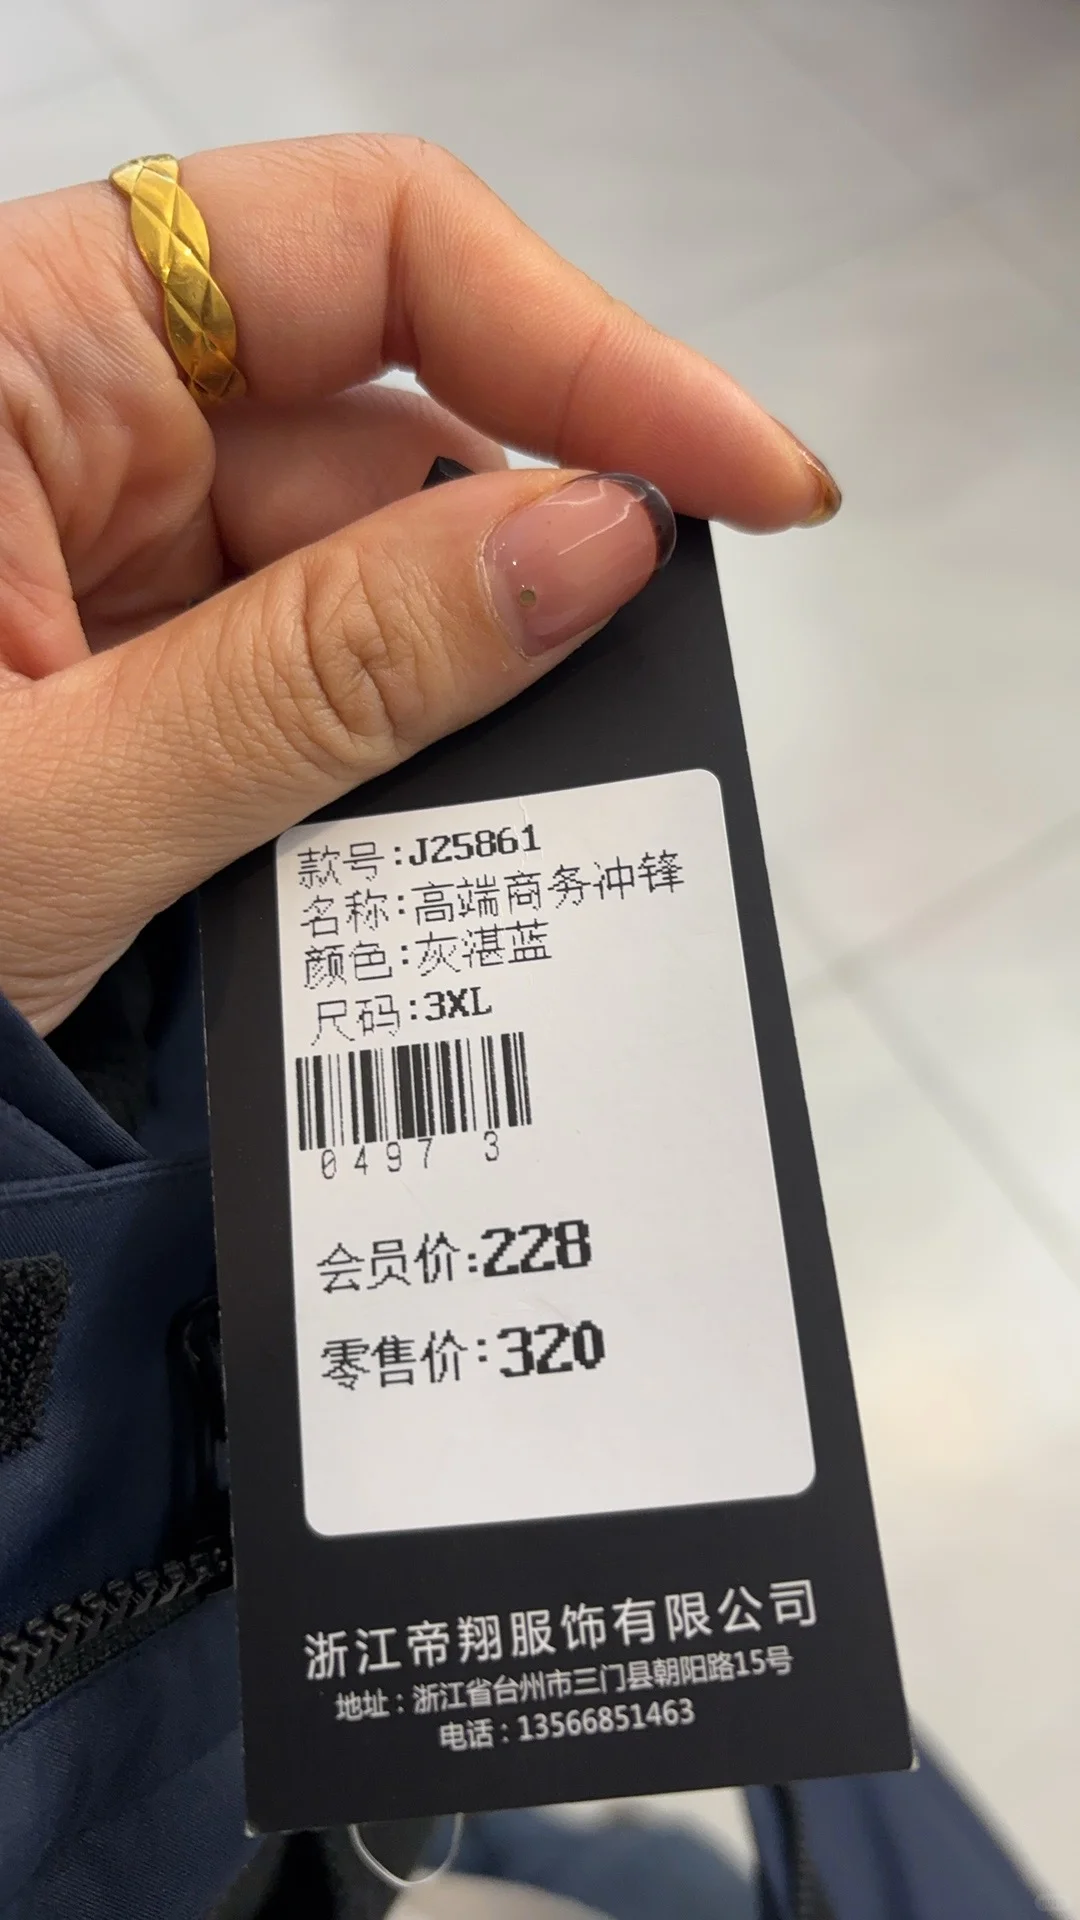 款号:J25861
名称:高端商务冲锋
颜色:灰湛蓝
尺码:3XL
0497 3
会员价:228
零售价:320
浙江帝翔服饰有限公司
地址：浙江省台州市三门县朝阳路15号
电话：13566851463